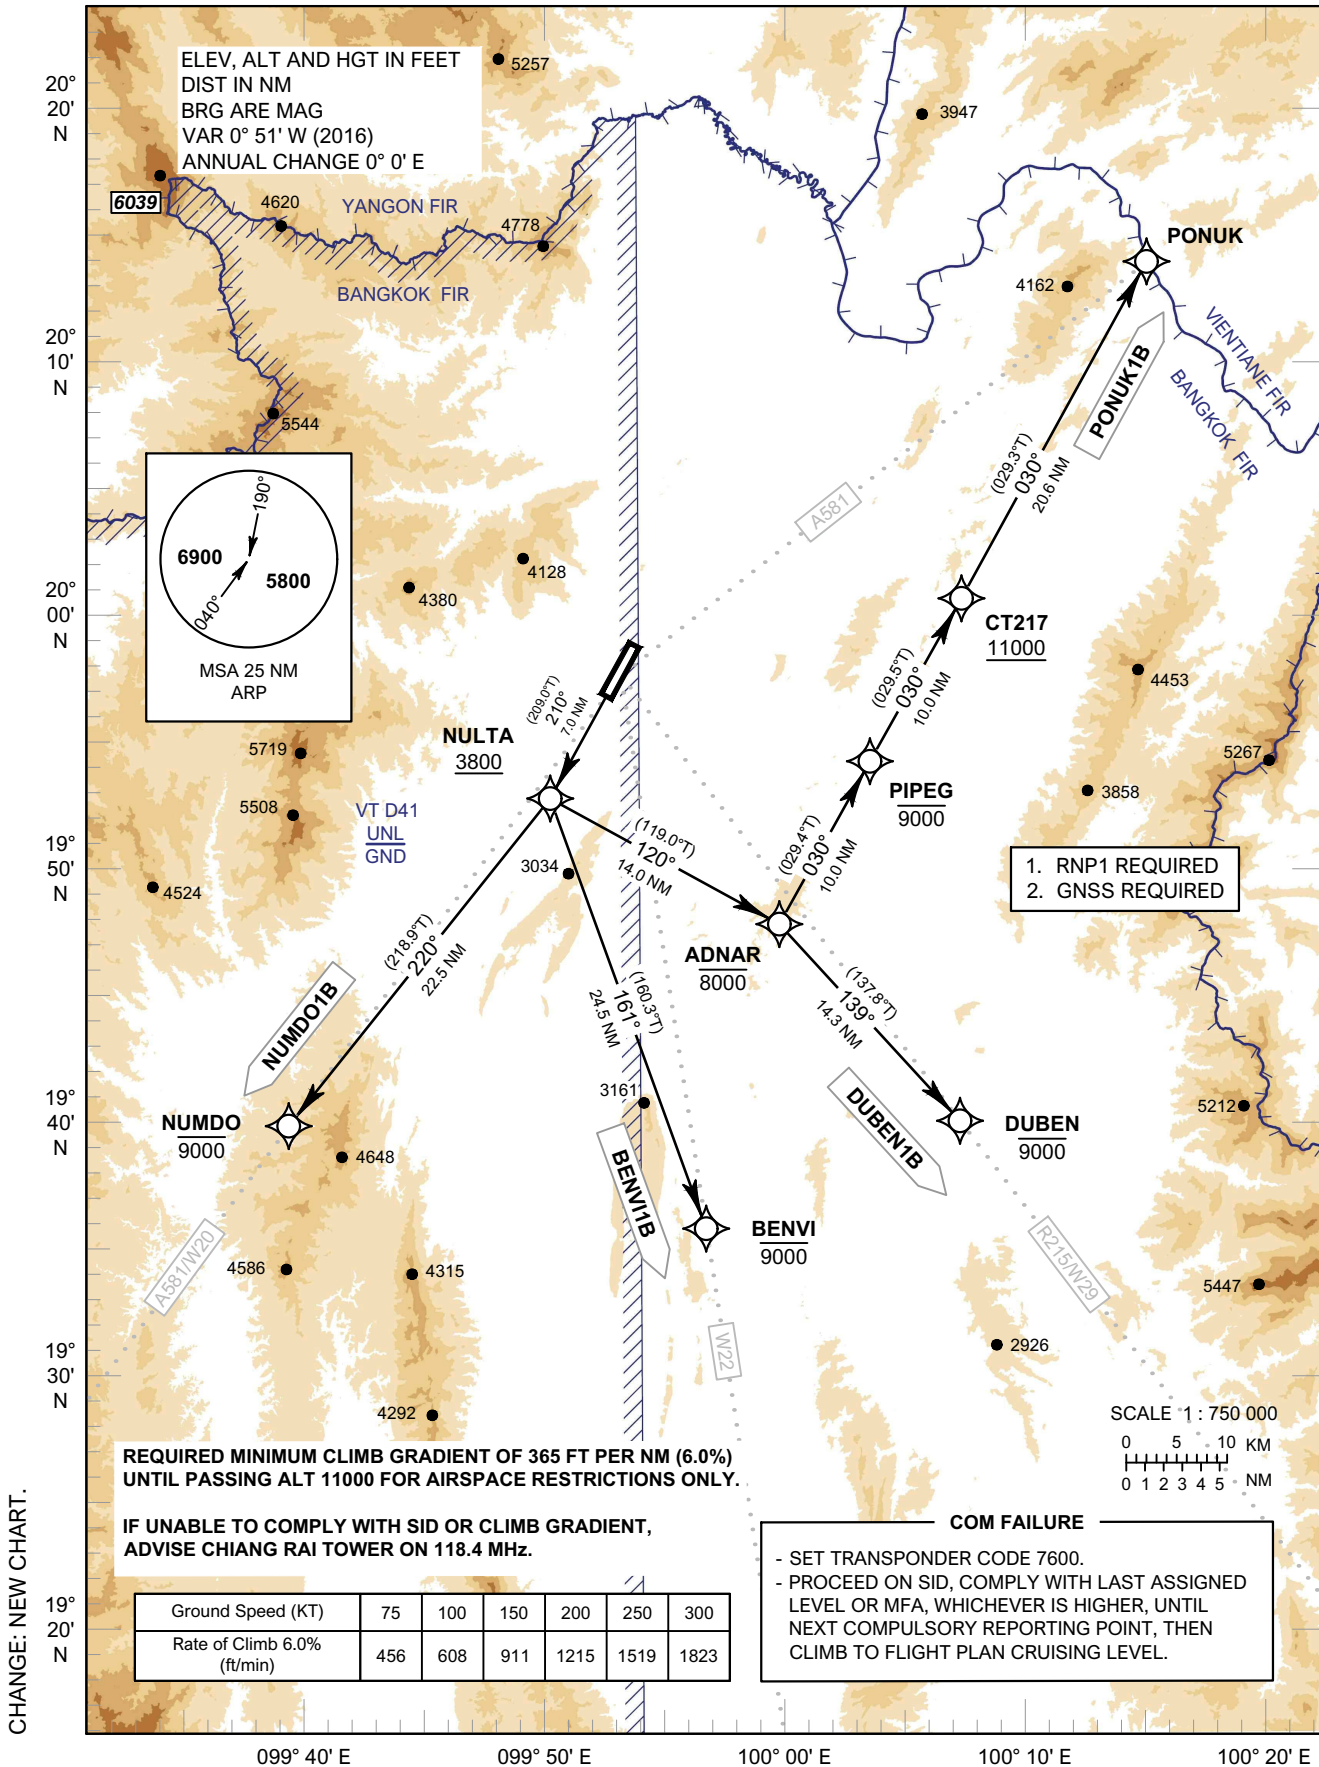 ELEV, ALT AND HGT IN FEET
DIST IN NM
BRG ARE MAG
VAR 0° 51' W (2016)
ANNUAL CHANGE 0° 0' E
20°
20'
N
5257
3947
6039
4620
YANGON FIR
4778
BANGKOK FIR
PONUK
4162
VIENTIANE FIR
BANGKOK FIR
20°
10'
N
5544
PONUK1B
(029.3°T)
030°
20.6 NM
A581
190°
6900
5800
040°
MSA 25 NM
ARP
4128
4380
20°
00'
N
CT217
11000
(029.5°T)
030°
10.0 NM
4453
(209.0°T)
210°
7.0 NM
NULTA
3800
5719
5267
PIPEG
9000
3858
5508
VT D41
UNL
GND
(119.0°T)
120°
14.0 NM
(029.4°T)
030°
10.0 NM
19°
50'
N
3034
4524
1. RNP1 REQUIRED
2. GNSS REQUIRED
ADNAR
8000
(218.9°T)
220°
22.5 NM
(160.3°T)
161°
24.5 NM
(137.8°T)
139°
14.3 NM
NUMDO1B
19°
40'
N
3161
NUMDO
9000
DUBEN1B
DUBEN
9000
5212
4648
BENVI1B
BENVI
9000
A581/W20
4586
4315
R215/W29
5447
W22
19°
30'
N
2926
4292
SCALE 1 : 750 000
0 5 10 KM
0 1 2 3 4 5 NM
REQUIRED MINIMUM CLIMB GRADIENT OF 365 FT PER NM (6.0%)
UNTIL PASSING ALT 11000 FOR AIRSPACE RESTRICTIONS ONLY.
IF UNABLE TO COMPLY WITH SID OR CLIMB GRADIENT,
ADVISE CHIANG RAI TOWER ON 118.4 MHz.
COM FAILURE
- SET TRANSPONDER CODE 7600.
- PROCEED ON SID, COMPLY WITH LAST ASSIGNED
LEVEL OR MFA, WHICHEVER IS HIGHER, UNTIL
NEXT COMPULSORY REPORTING POINT, THEN
CLIMB TO FLIGHT PLAN CRUISING LEVEL.
Ground Speed (KT) 75 100 150 200 250 300
Rate of Climb 6.0%
(ft/min) 456 608 911 1215 1519 1823
19°
20'
N
CHANGE: NEW CHART.
099° 40' E 099° 50' E 100° 00' E 100° 10' E 100° 20' E